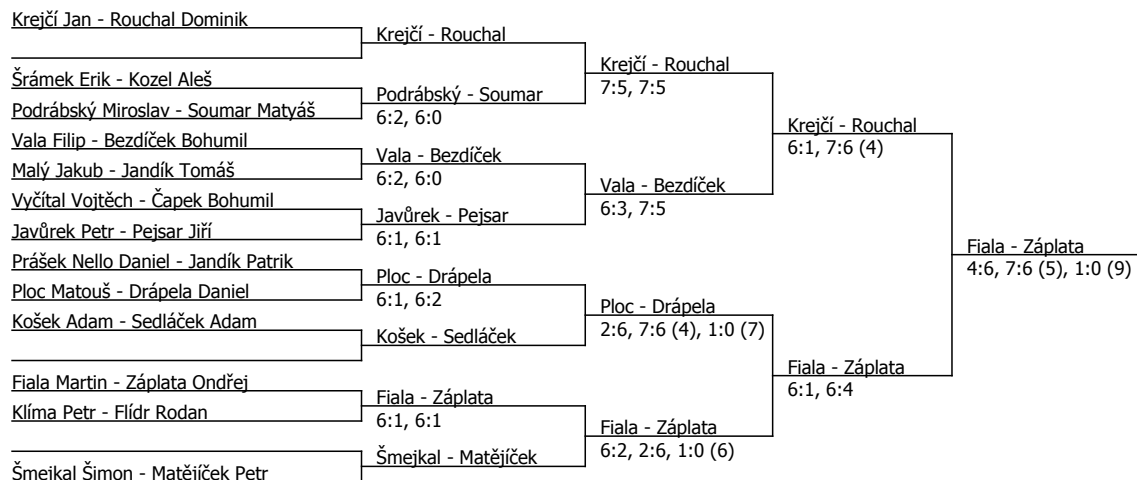 Krejčí Jan - Rouchal Dominik
Šrámek Erik - Kozel Aleš
Podrábský Miroslav - Soumar Matyáš
Vala Filip - Bezdíček Bohumil
Malý Jakub - Jandík Tomáš
Vyčítal Vojtěch - Čapek Bohumil
Javůrek Petr - Pejsar Jiří
Prášek Nello Daniel - Jandík Patrik
Ploc Matouš - Drápela Daniel
Košek Adam - Sedláček Adam
Fiala Martin - Záplata Ondřej
Klíma Petr - Flídr Rodan
Šmejkal Šimon - Matějíček Petr
Krejčí - Rouchal
Podrábský - Soumar
6:2, 6:0
Vala - Bezdíček
6:2, 6:0
Javůrek - Pejsar
6:1, 6:1
Ploc - Drápela
6:1, 6:2
Košek - Sedláček
Fiala - Záplata
6:1, 6:1
Šmejkal - Matějíček
Krejčí - Rouchal
7:5, 7:5
Vala - Bezdíček
6:3, 7:5
Ploc - Drápela
2:6, 7:6 (4), 1:0 (7)
Fiala - Záplata
6:2, 2:6, 1:0 (6)
Krejčí - Rouchal
6:1, 7:6 (4)
Fiala - Záplata
6:1, 6:4
Fiala - Záplata
4:6, 7:6 (5), 1:0 (9)